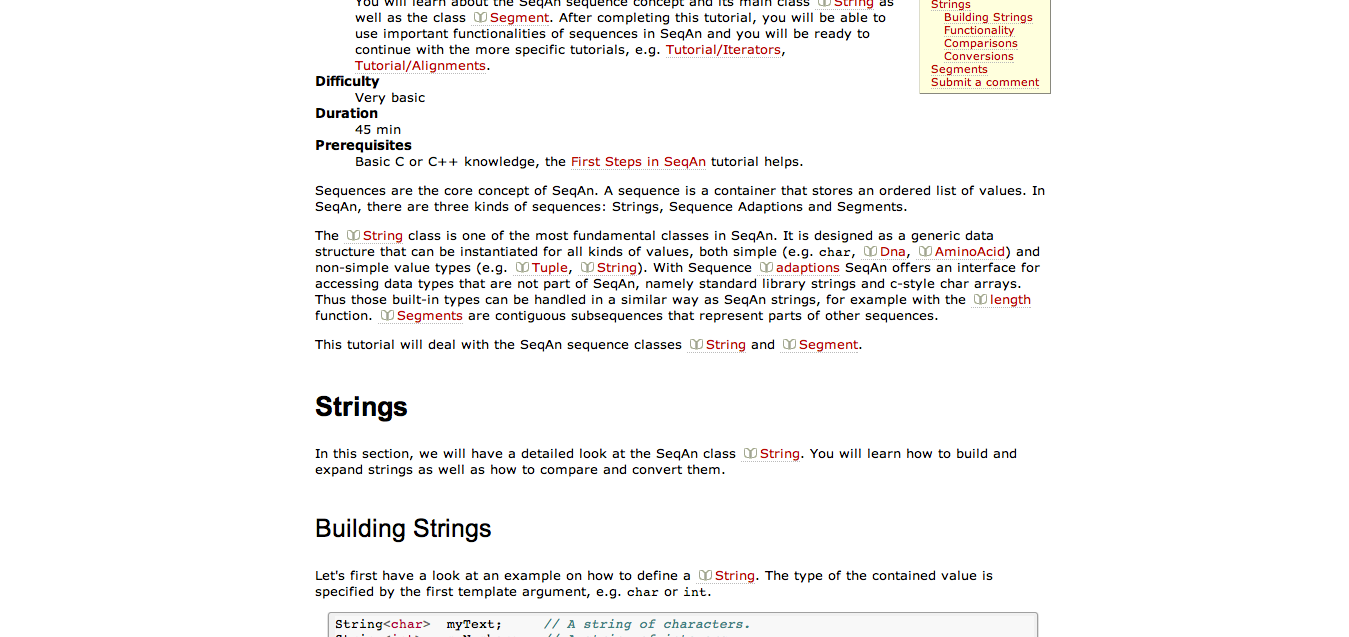 You will learn about the SeqAn sequence concept and its main class String as
well as the class Segment. After completing this tutorial, you will be able to
use important functionalities of sequences in SeqAn and you will be ready to
continue with the more specific tutorials, e.g. Tutorial/Iterators,
Tutorial/Alignments.
Strings
Building Strings
Functionality
Comparisons
Conversions
Segments
Submit a comment
Difficulty
Very basic
Duration
45 min
Prerequisites
Basic C or C++ knowledge, the First Steps in SeqAn tutorial helps.
Sequences are the core concept of SeqAn. A sequence is a container that stores an ordered list of values. In
SeqAn, there are three kinds of sequences: Strings, Sequence Adaptions and Segments.
The String class is one of the most fundamental classes in SeqAn. It is designed as a generic data
structure that can be instantiated for all kinds of values, both simple (e.g. char, Dna, AminoAcid) and
non-simple value types (e.g. Tuple, String). With Sequence adaptions SeqAn offers an interface for
accessing data types that are not part of SeqAn, namely standard library strings and c-style char arrays.
Thus those built-in types can be handled in a similar way as SeqAn strings, for example with the length
function. Segments are contiguous subsequences that represent parts of other sequences.
This tutorial will deal with the SeqAn sequence classes String and Segment.
Strings
In this section, we will have a detailed look at the SeqAn class String. You will learn how to build and
expand strings as well as how to compare and convert them.
Building Strings
Let's first have a look at an example on how to define a String. The type of the contained value is
specified by the first template argument, e.g. char or int.
String<char> myText; // A string of characters.